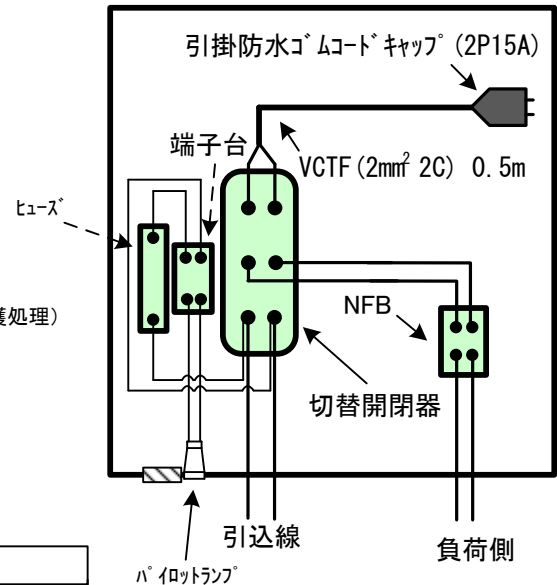 引掛防水ｺﾞﾑｺｰﾄﾞｷｬｯﾌﾟ(2P15A)
端子台
VCTF(2mm² 2C) 0.5m
ﾋｭｰｽﾞ
処理）
NFB
切替開閉器
引込線
負荷側
ﾊﾟｲﾛｯﾄﾗﾝﾌﾟ